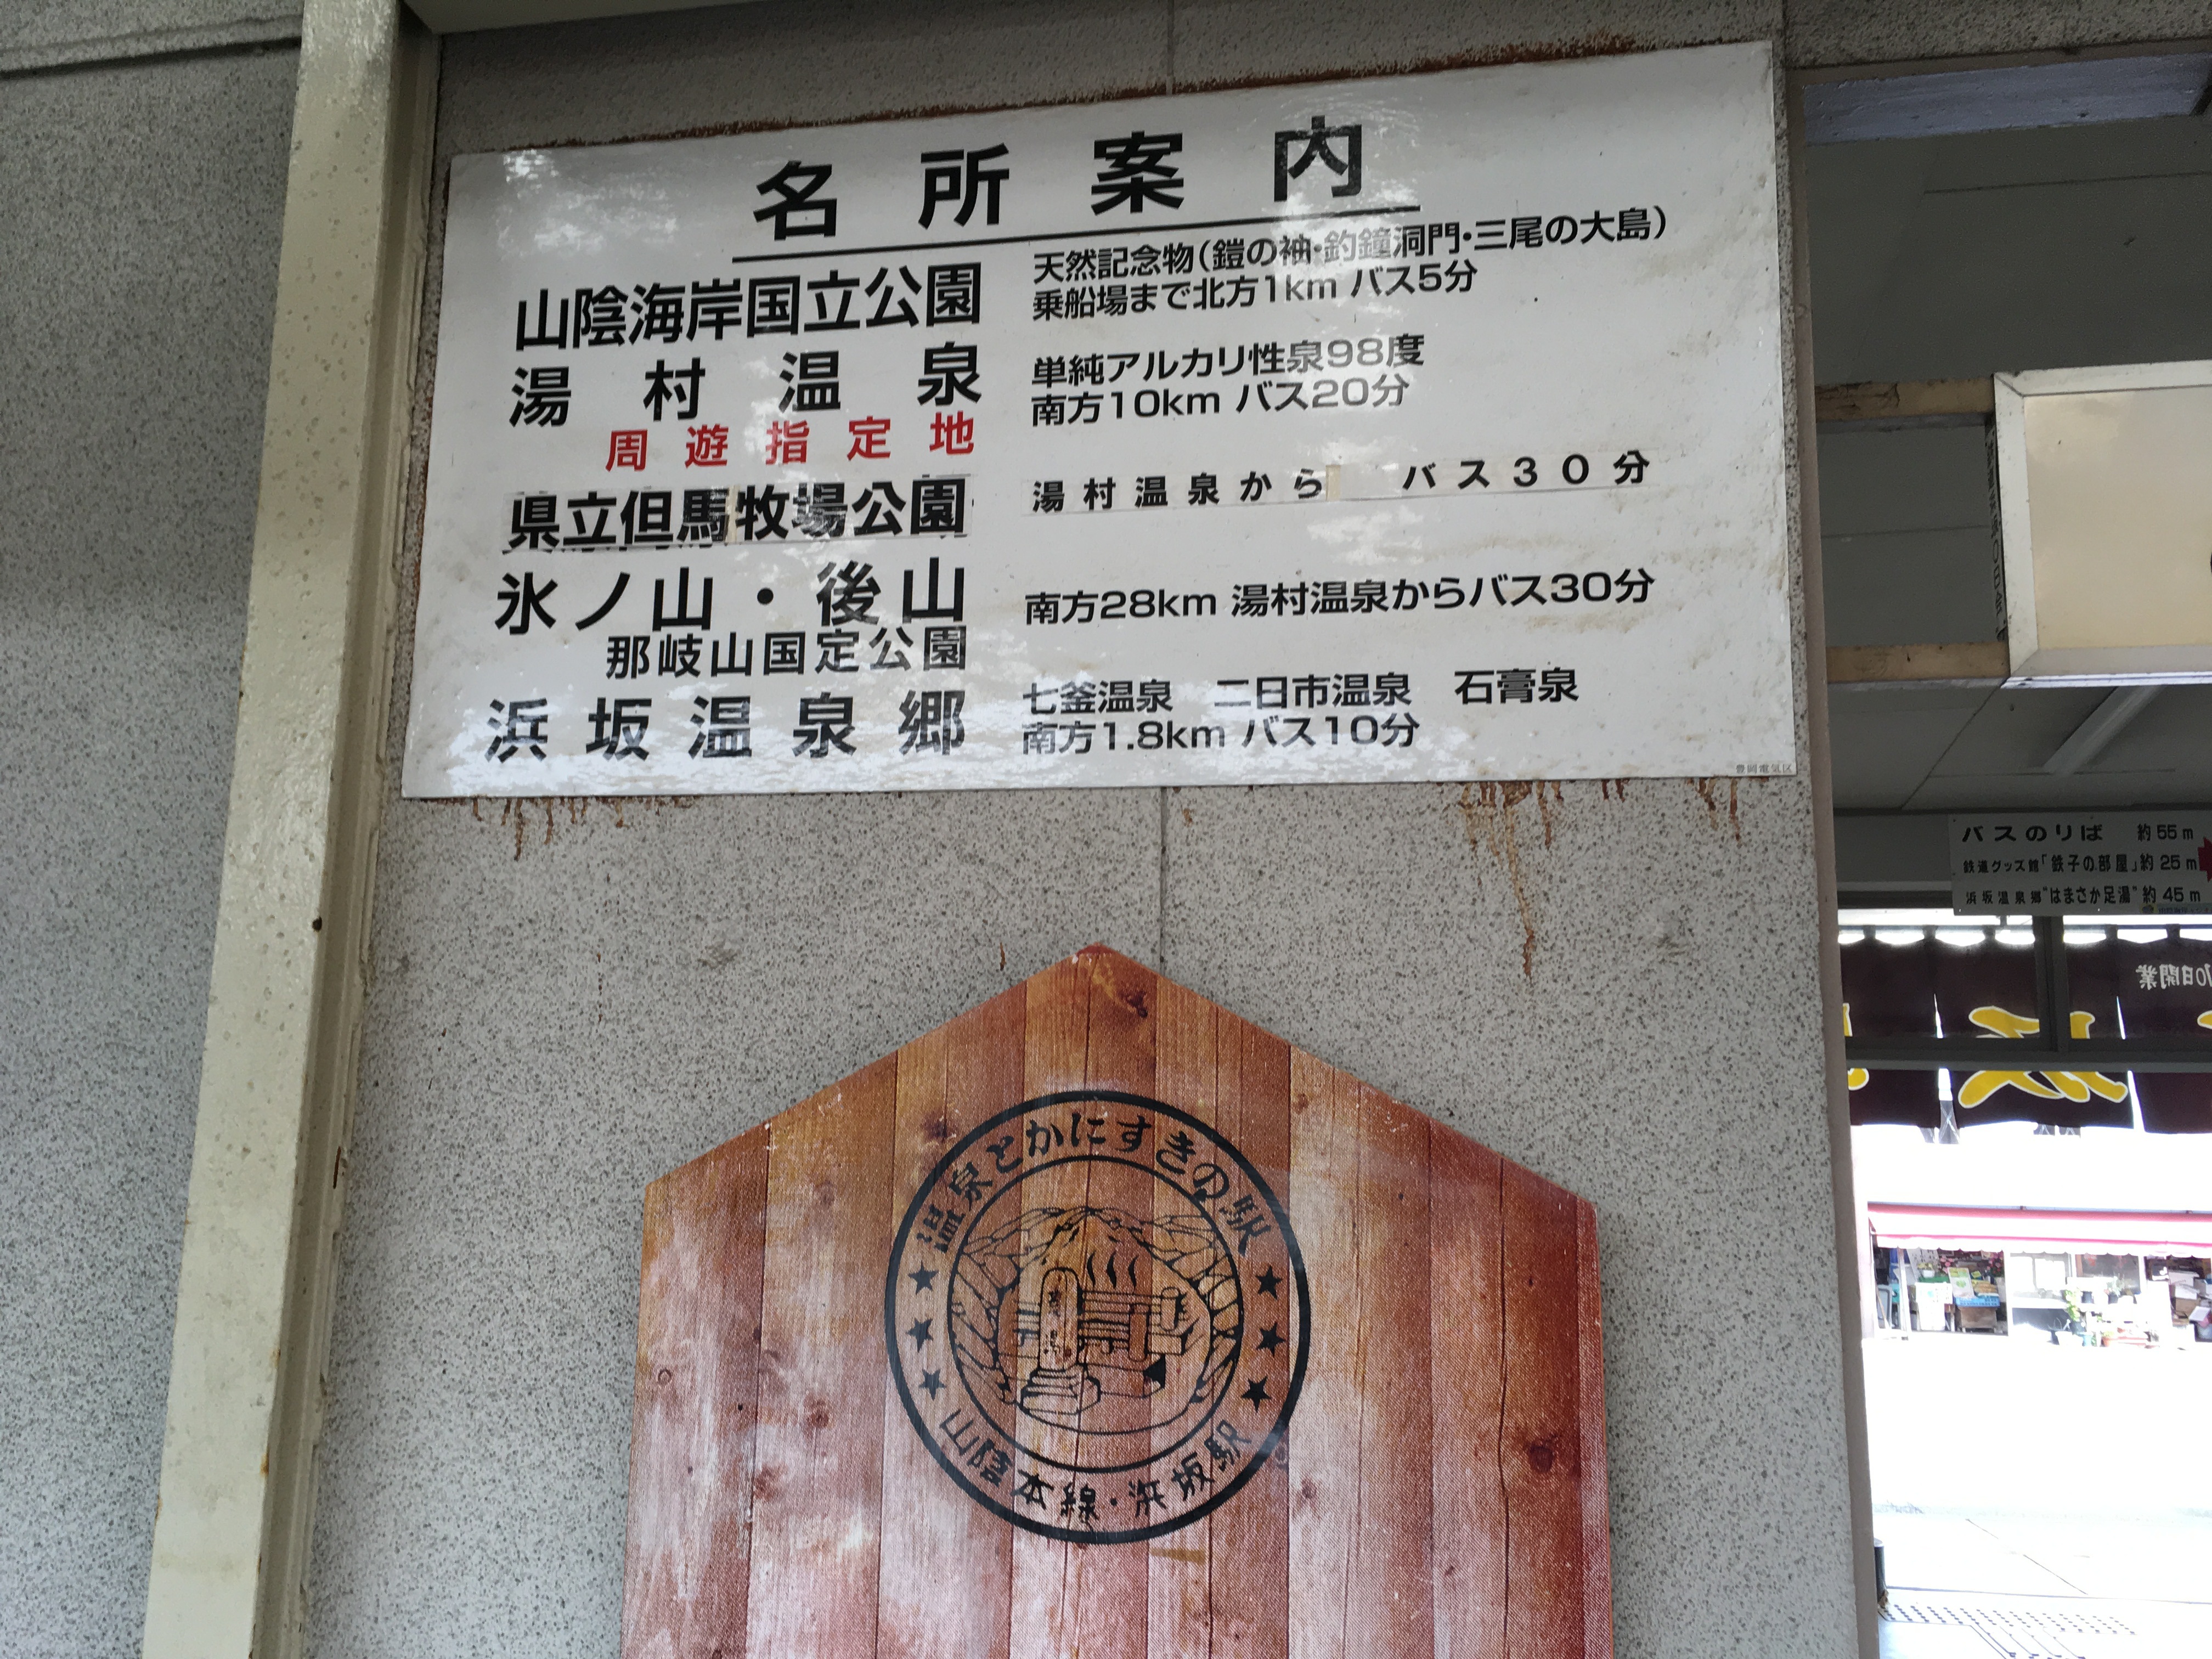 名所案内
山陰海岸国立公園
天然記念物(鎧の袖・釣鐘洞門・三尾の大島)
乗船場まで北方1km バス5分
湯村温泉
単純アルカリ性泉98度
南方10km バス20分
周遊指定地
県立但馬牧場公園
湯村温泉から バス30分
氷ノ山・後山
那岐山国定公園
南方28km 湯村温泉からバス30分
浜坂温泉郷
七釜温泉 二日市温泉 石膏泉
南方1.8km バス10分
豊岡電気区
バスのりば 約55m
鉄道グッズ館「鉄子の部屋」約25m
浜坂温泉郷"はまさか足湯"約45m
温泉とかにすきの駅
山陰本線・浜坂駅
日開業